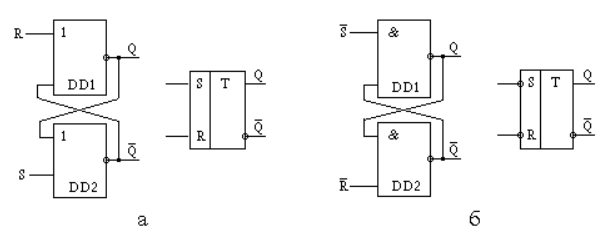 R 1 Q
DD1
S T Q
R Q̅
1 Q̅
S DD2
а
S̅ & Q
DD1
S T Q
R Q̅
& Q̅
R̅ DD2
б